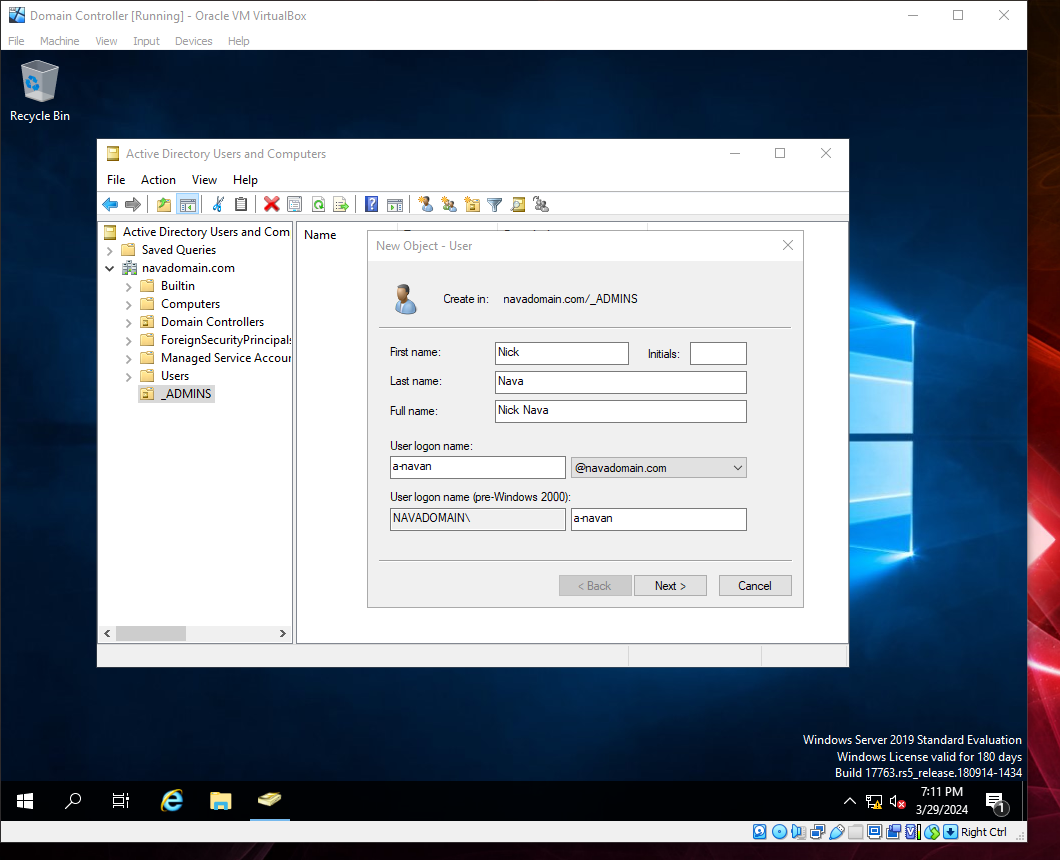 Domain Controller [Running] - Oracle VM VirtualBox
File Machine View Input Devices Help
Recycle Bin
Active Directory Users and Computers
File Action View Help
Active Directory Users and Com
Name
Saved Queries
navadomain.com
Builtin
Computers
Domain Controllers
ForeignSecurityPrincipals
Managed Service Accour
Users
_ADMINS
New Object - User
Create in: navadomain.com/_ADMINS
First name: Nick Initials:
Last name: Nava
Full name: Nick Nava
User logon name:
a-navan @navadomain.com
User logon name (pre-Windows 2000):
NAVADOMAIN\ a-navan
< Back Next > Cancel
Windows Server 2019 Standard Evaluation
Windows License valid for 180 days
Build 17763.rs5_release.180914-1434
7:11 PM
3/29/2024
1
Right Ctrl